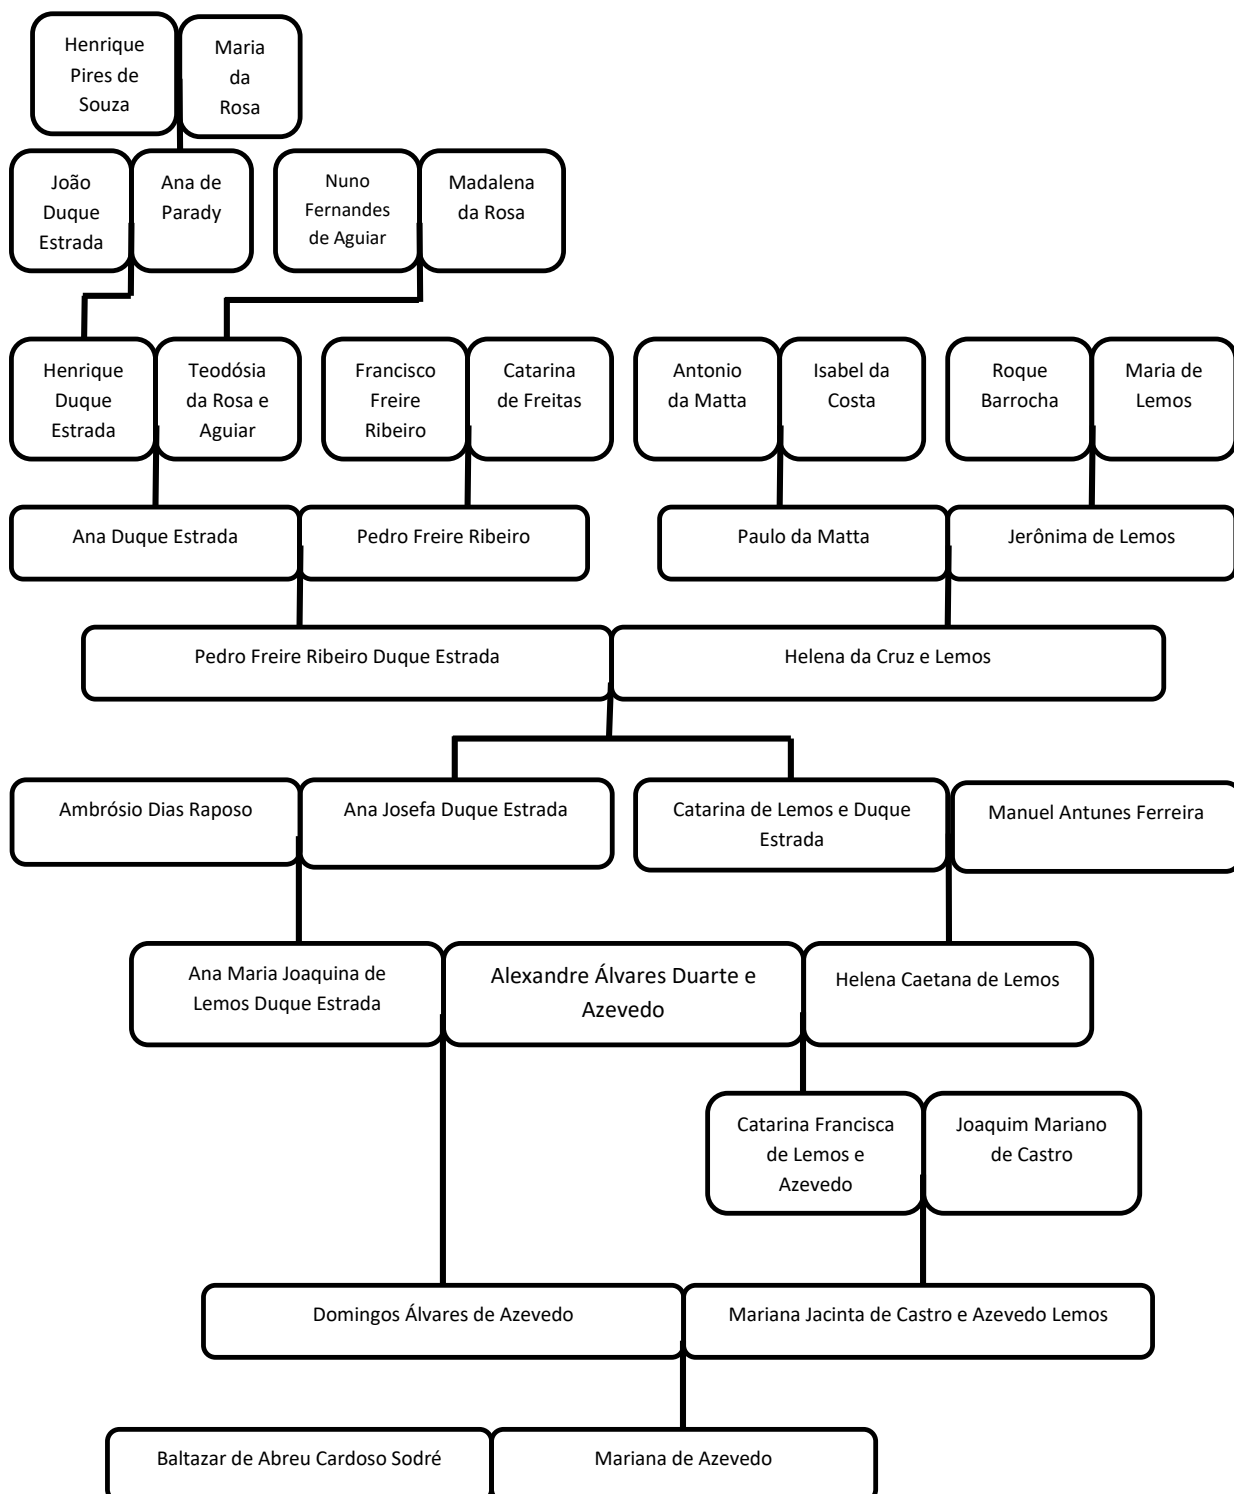 Henrique
Pires de
Souza
Maria
da
Rosa
João
Duque
Estrada
Ana de
Parady
Nuno
Fernandes
de Aguiar
Madalena
da Rosa
Henrique
Duque
Estrada
Teodósia
da Rosa e
Aguiar
Francisco
Freire
Ribeiro
Catarina
de Freitas
Antonio
da Matta
Isabel da
Costa
Roque
Barrocha
Maria de
Lemos
Ana Duque Estrada
Pedro Freire Ribeiro
Paulo da Matta
Jerônima de Lemos
Pedro Freire Ribeiro Duque Estrada
Helena da Cruz e Lemos
Ambrósio Dias Raposo
Ana Josefa Duque Estrada
Catarina de Lemos e Duque
Estrada
Manuel Antunes Ferreira
Ana Maria Joaquina de
Lemos Duque Estrada
Alexandre Álvares Duarte e
Azevedo
Helena Caetana de Lemos
Catarina Francisca
de Lemos e
Azevedo
Joaquim Mariano
de Castro
Domingos Álvares de Azevedo
Mariana Jacinta de Castro e Azevedo Lemos
Baltazar de Abreu Cardoso Sodré
Mariana de Azevedo